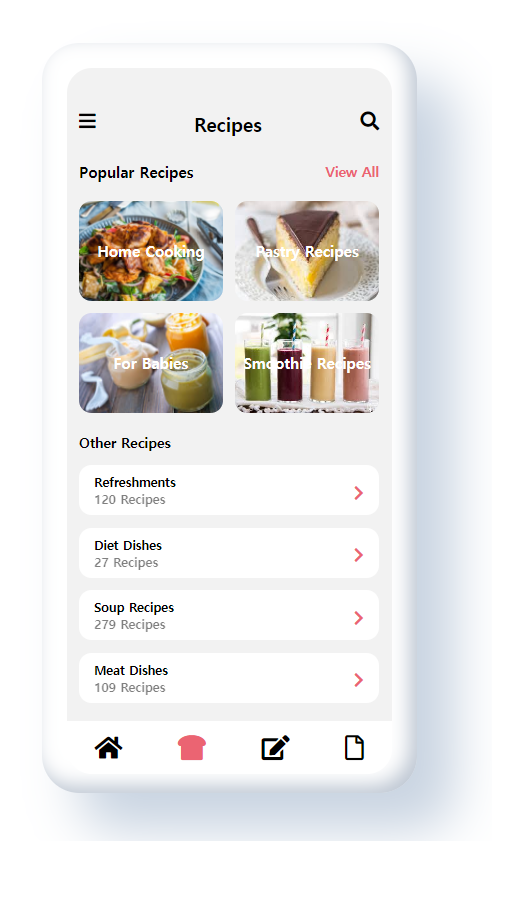 Recipes
Popular Recipes
View All
Home Cooking
Pastry Recipes
For Babies
Smoothie Recipes
Other Recipes
Refreshments
120 Recipes
Diet Dishes
27 Recipes
Soup Recipes
279 Recipes
Meat Dishes
109 Recipes